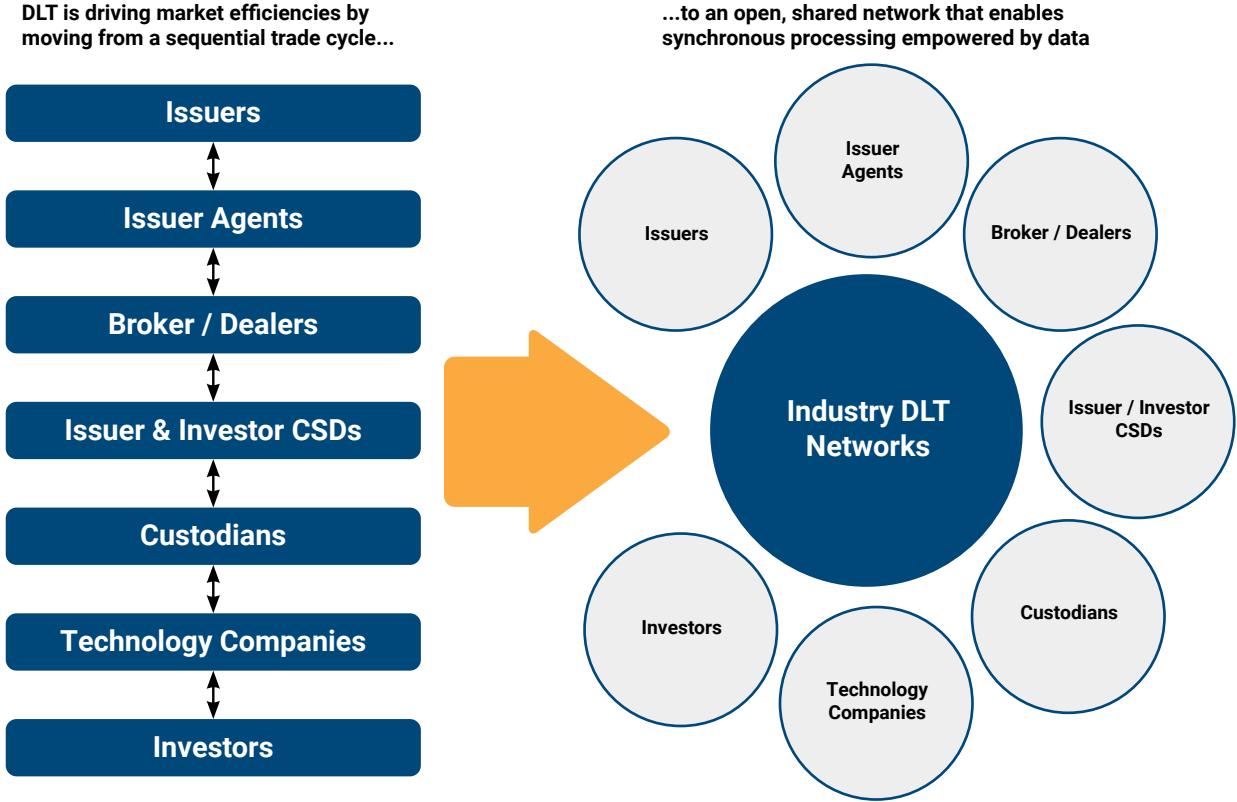 DLT is driving market efficiencies by
moving from a sequential trade cycle...
Issuers
Issuer Agents
Broker / Dealers
Issuer & Investor CSDs
Custodians
Technology Companies
Investors
...to an open, shared network that enables
synchronous processing empowered by data
Issuer
Agents
Issuers
Broker / Dealers
Industry DLT
Networks
Issuer / Investor
CSDs
Custodians
Investors
Technology
Companies